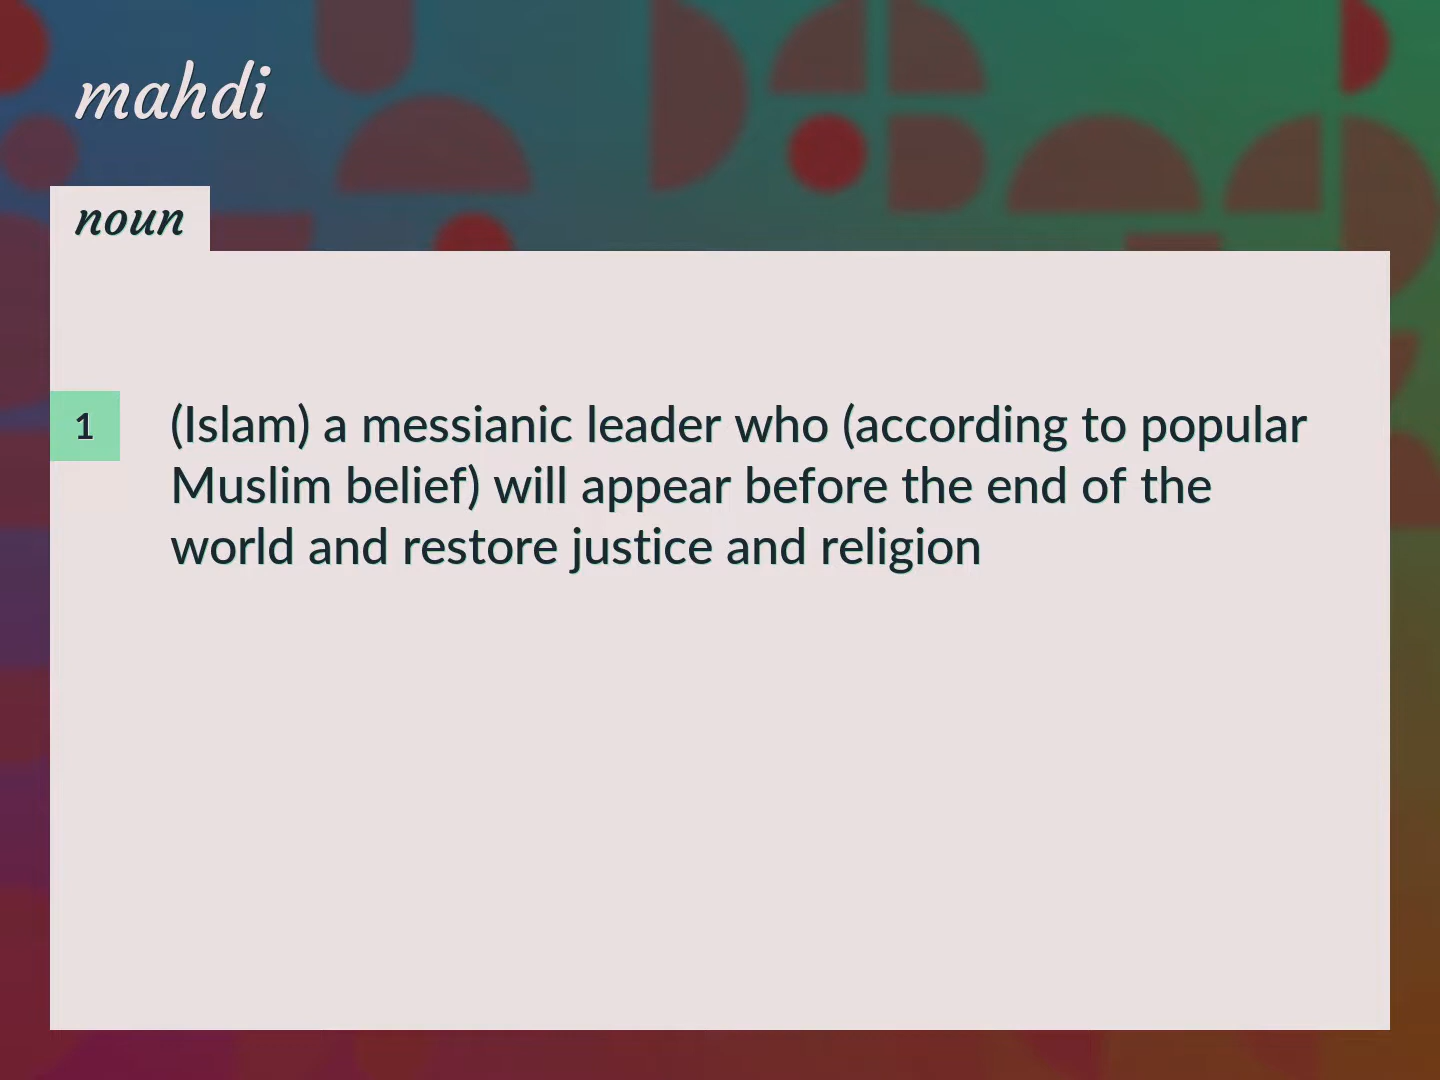 mahdi
noun
1
(Islam) a messianic leader who (according to popular
Muslim belief) will appear before the end of the
world and restore justice and religion